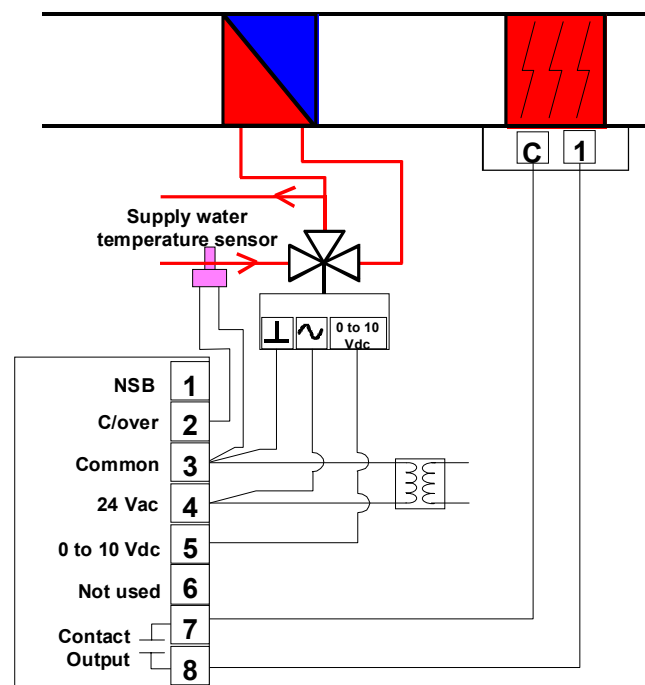 C 1
Supply water
temperature sensor
0 to 10
Vdc
NSB 1
C/over 2
Common 3
24 Vac 4
0 to 10 Vdc 5
Not used 6
7
Contact
Output
8